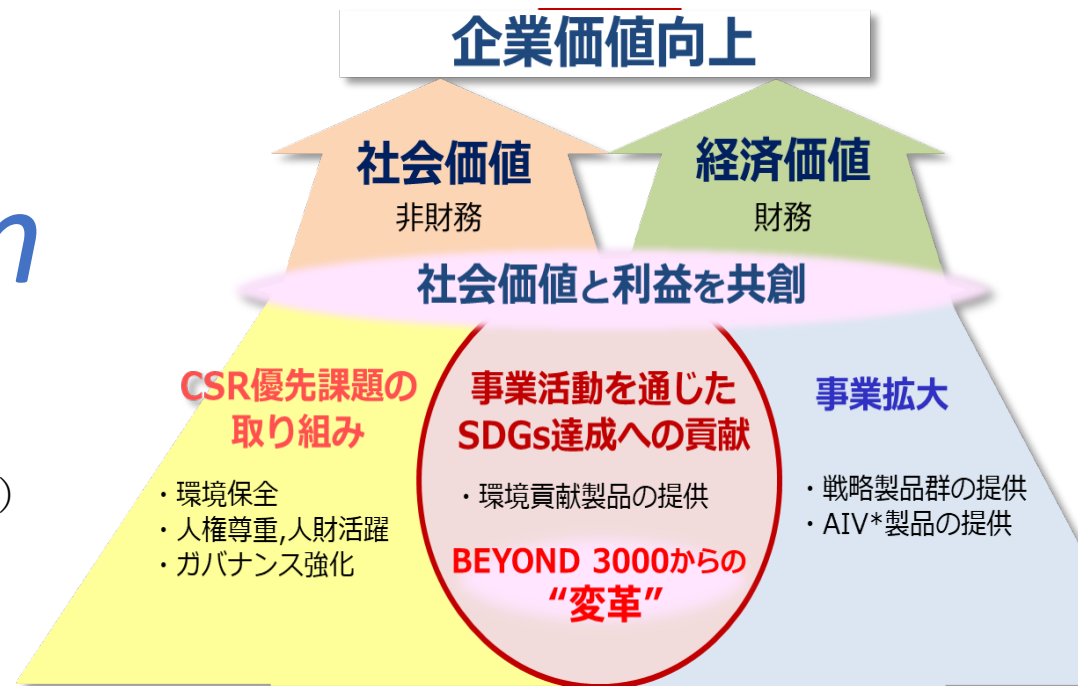 企業価値向上
社会価値
非財務
経済価値
財務
n
社会価値と利益を共創
CSR優先課題の
取り組み
・環境保全
・人権尊重,人財活躍
・ガバナンス強化
事業活動を通じた
SDGs達成への貢献
・環境貢献製品の提供
BEYOND 3000からの
“変革”
事業拡大
・戦略製品群の提供
・AIV*製品の提供
)